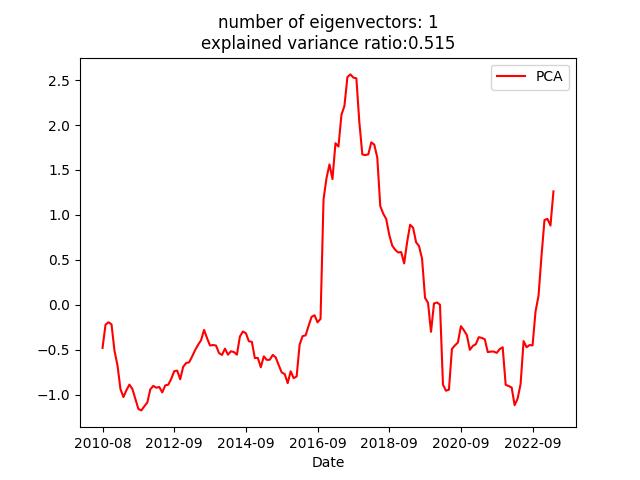 number of eigenvectors: 1
explained variance ratio:0.515
PCA
2.5
2.0
1.5
1.0
0.5
0.0
−0.5
−1.0
2010-08 2012-09 2014-09 2016-09 2018-09 2020-09 2022-09
Date